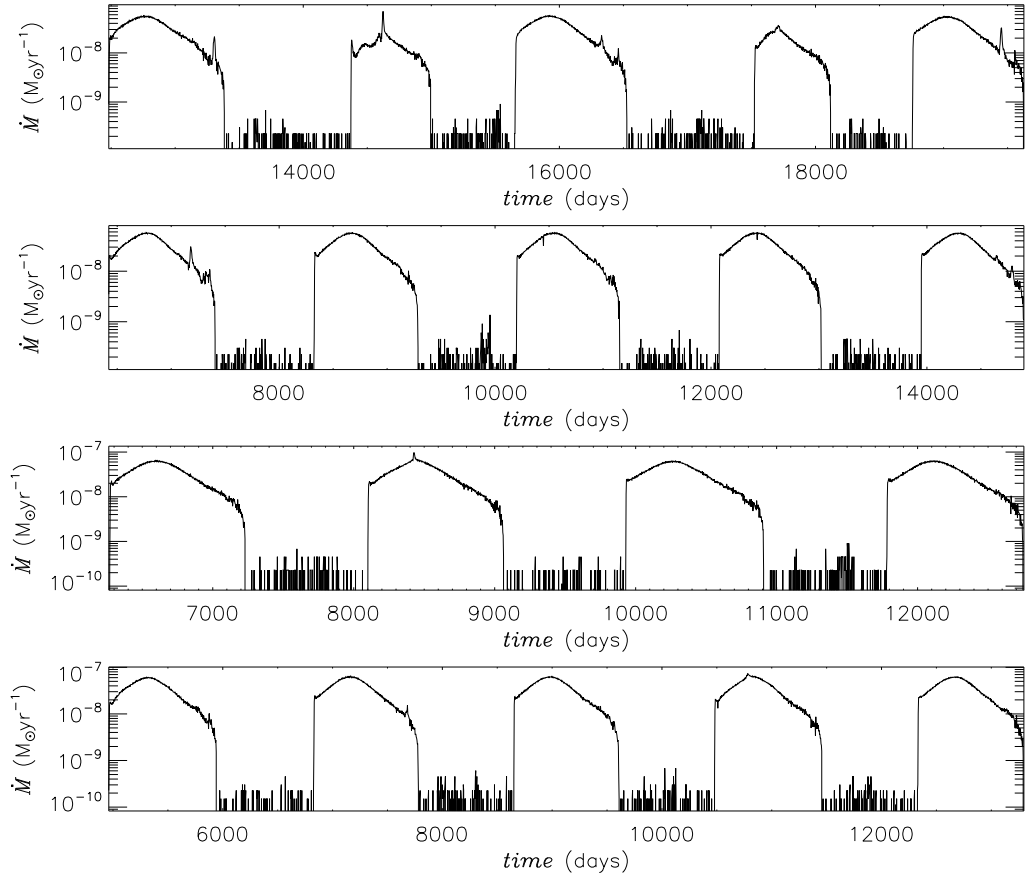 10⁻⁸
10⁻⁹
Ṁ (M⊙yr⁻¹)
14000 16000 18000
time (days)
10⁻⁸
10⁻⁹
Ṁ (M⊙yr⁻¹)
8000 10000 12000 14000
time (days)
10⁻⁷
10⁻⁸
10⁻⁹
10⁻¹⁰
Ṁ (M⊙yr⁻¹)
7000 8000 9000 10000 11000 12000
time (days)
10⁻⁷
10⁻⁸
10⁻⁹
10⁻¹⁰
Ṁ (M⊙yr⁻¹)
6000 8000 10000 12000
time (days)